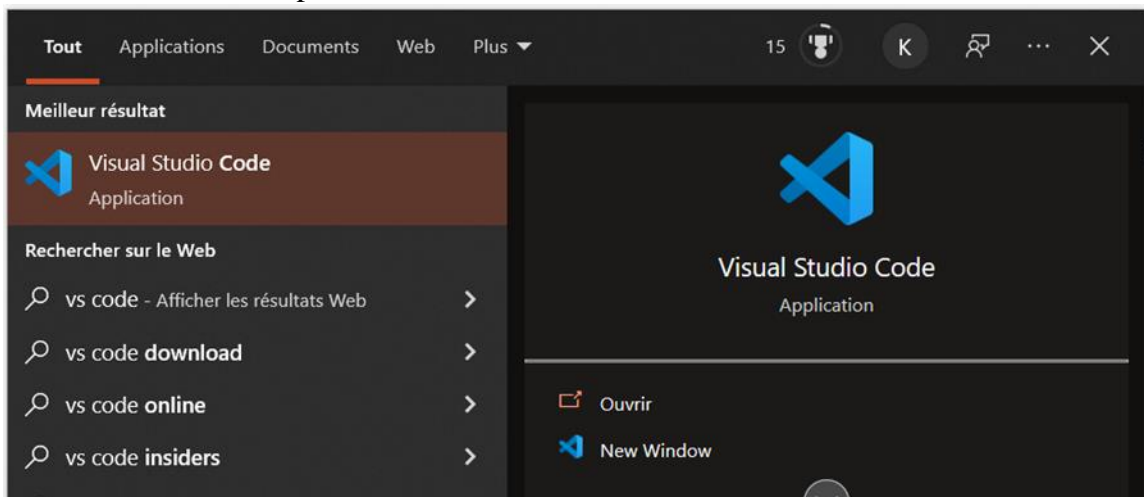 Tout Applications Documents Web Plus 15 K ...
Meilleur résultat
Visual Studio Code
Application
Rechercher sur le Web
vs code - Afficher les résultats Web
vs code download
vs code online
vs code insiders
Visual Studio Code
Application
Ouvrir
New Window